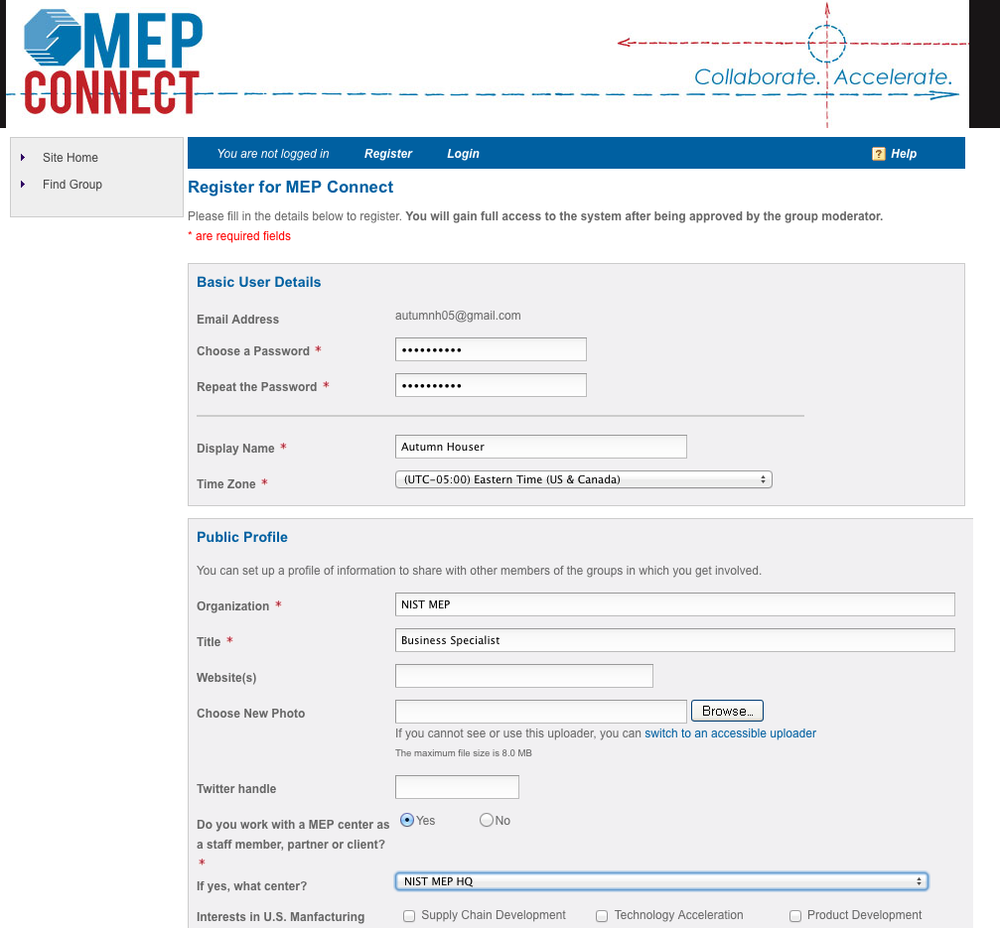 MEP
CONNECT
Collaborate. Accelerate.
Site Home
Find Group
You are not logged in Register Login ? Help
Register for MEP Connect
Please fill in the details below to register. You will gain full access to the system after being approved by the group moderator.
* are required fields
Basic User Details
Email Address autumnh05@gmail.com
Choose a Password * ••••••••••
Repeat the Password * ••••••••••
Display Name * Autumn Houser
Time Zone * (UTC-05:00) Eastern Time (US & Canada)
Public Profile
You can set up a profile of information to share with other members of the groups in which you get involved.
Organization * NIST MEP
Title * Business Specialist
Website(s)
Choose New Photo Browse…
If you cannot see or use this uploader, you can switch to an accessible uploader
The maximum file size is 8.0 MB
Twitter handle
Do you work with a MEP center as Yes No
a staff member, partner or client?
*
If yes, what center? NIST MEP HQ
Interests in U.S. Manfacturing Supply Chain Development Technology Acceleration Product Development